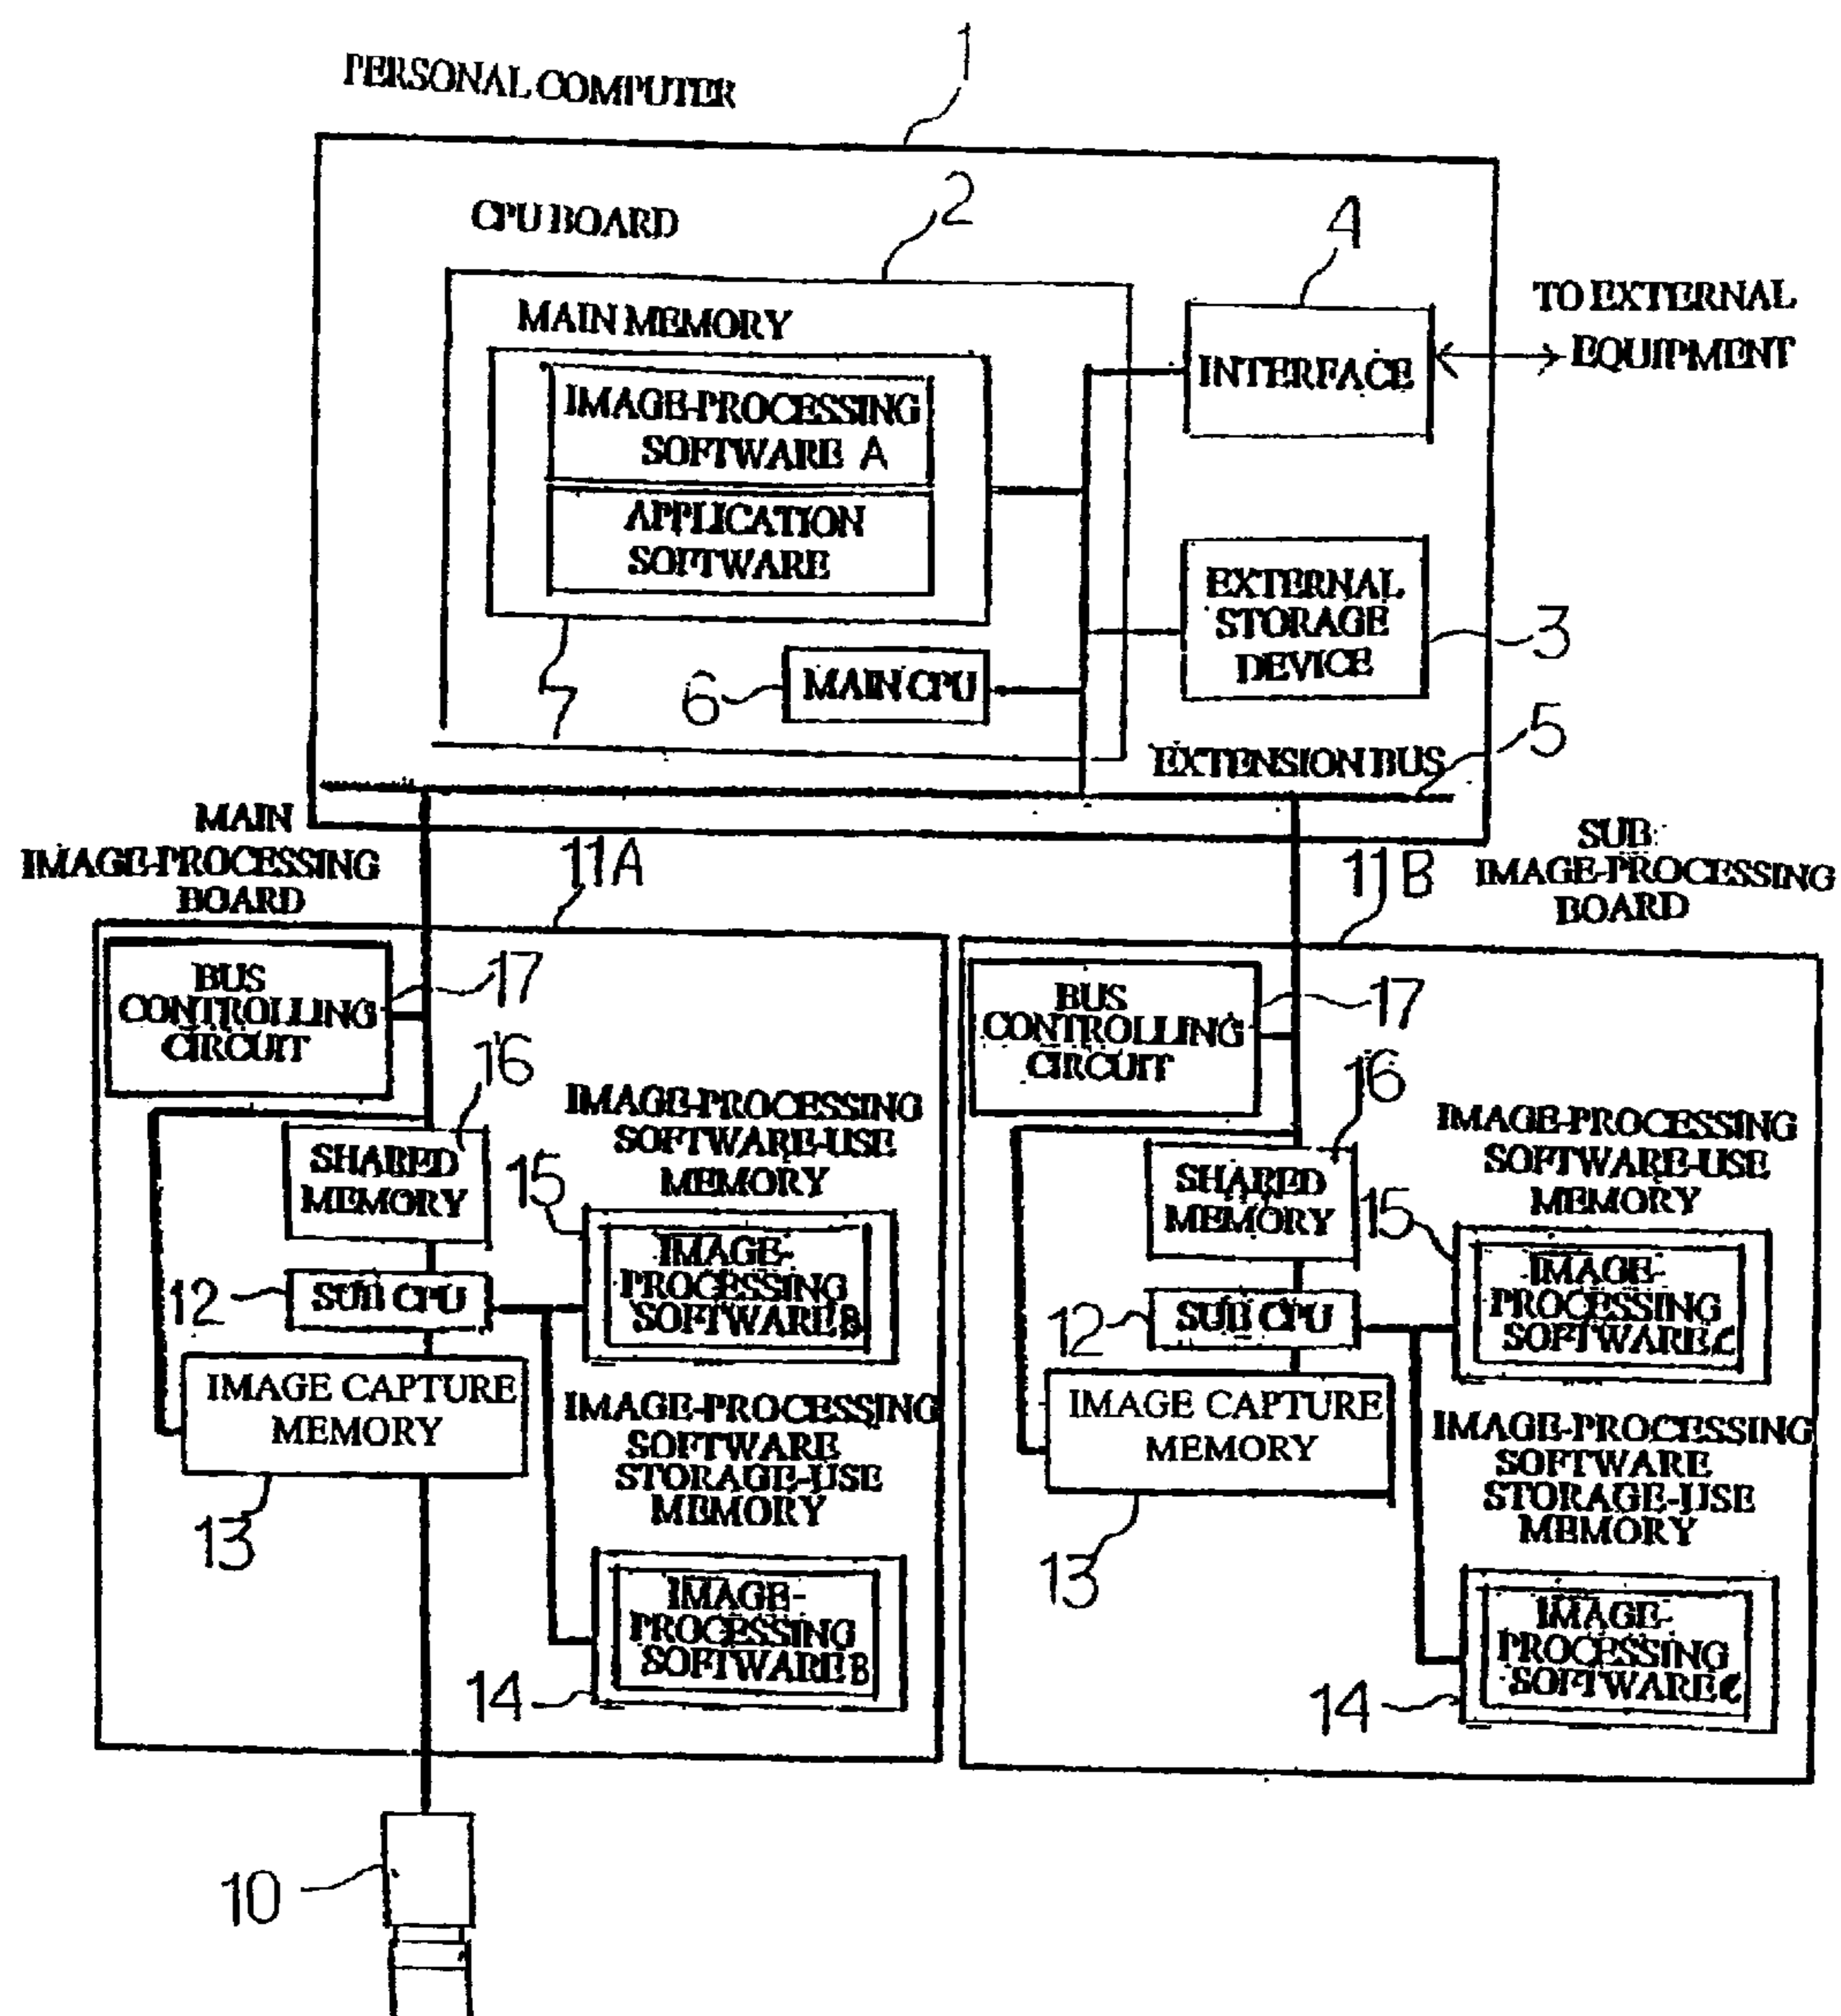 1
PERSONAL COMPUTER
CPU BOARD
2
4
TO EXTERNAL
EQUIPMENT
MAIN MEMORY
INTERFACE
IMAGE-PROCESSING
SOFTWARE A
APPLICATION
SOFTWARE
EXTERNAL
STORAGE
DEVICE
3
7
6
MAIN CPU
EXTENSION BUS
5
MAIN
IMAGE-PROCESSING
BOARD
11A
11B
SUB
IMAGE-PROCESSING
BOARD
BUS
CONTROLLING
CIRCUIT
17
16
SHARED
MEMORY
IMAGE-PROCESSING
SOFTWARE-USE
MEMORY
15
IMAGE-
PROCESSING
SOFTWARE B
12
SUB CPU
IMAGE CAPTURE
MEMORY
13
IMAGE-PROCESSING
SOFTWARE
STORAGE-USE
MEMORY
IMAGE-
PROCESSING
SOFTWARE B
14
10
BUS
CONTROLLING
CIRCUIT
17
16
SHARED
MEMORY
IMAGE-PROCESSING
SOFTWARE-USE
MEMORY
15
IMAGE-
PROCESSING
SOFTWARE C
12
SUB CPU
IMAGE CAPTURE
MEMORY
13
IMAGE-PROCESSING
SOFTWARE
STORAGE-USE
MEMORY
IMAGE-
PROCESSING
SOFTWARE C
14